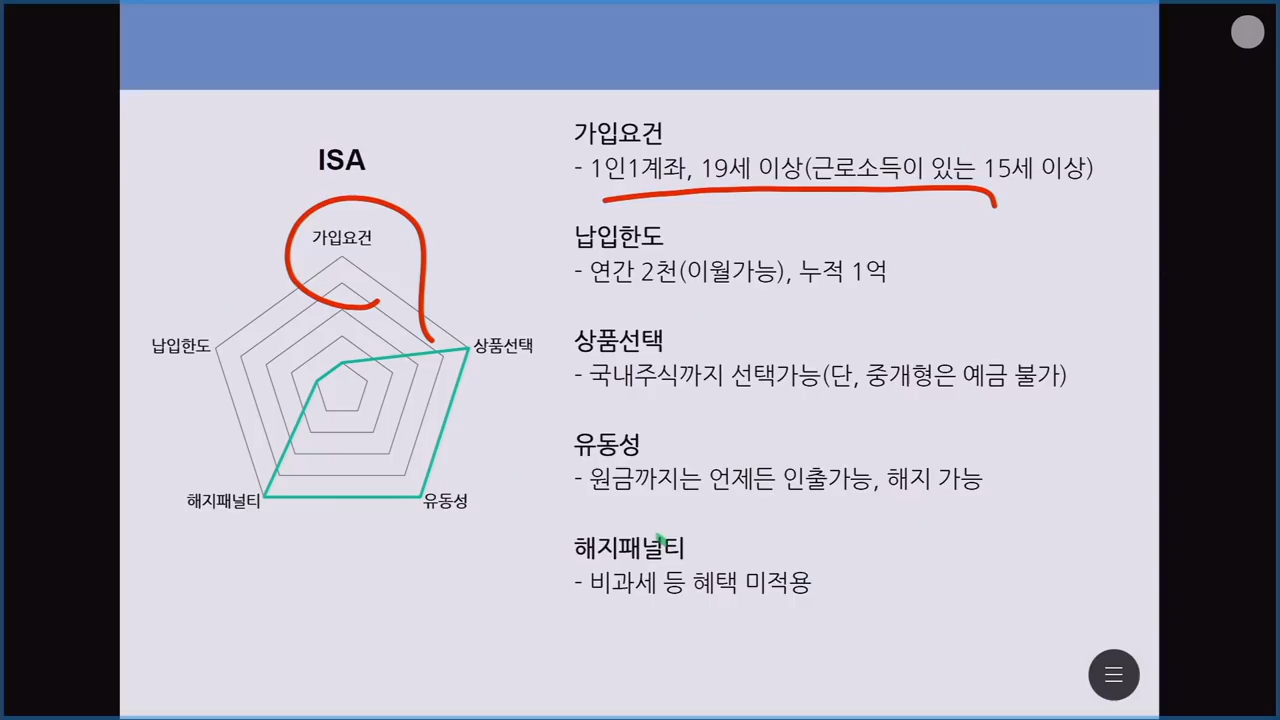 ISA
가입요건
납입한도
상품선택
해지패널티
유동성
가입요건
- 1인1계좌, 19세 이상(근로소득이 있는 15세 이상)
납입한도
- 연간 2천(이월가능), 누적 1억
상품선택
- 국내주식까지 선택가능(단, 중개형은 예금 불가)
유동성
- 원금까지는 언제든 인출가능, 해지 가능
해지패널티
- 비과세 등 혜택 미적용